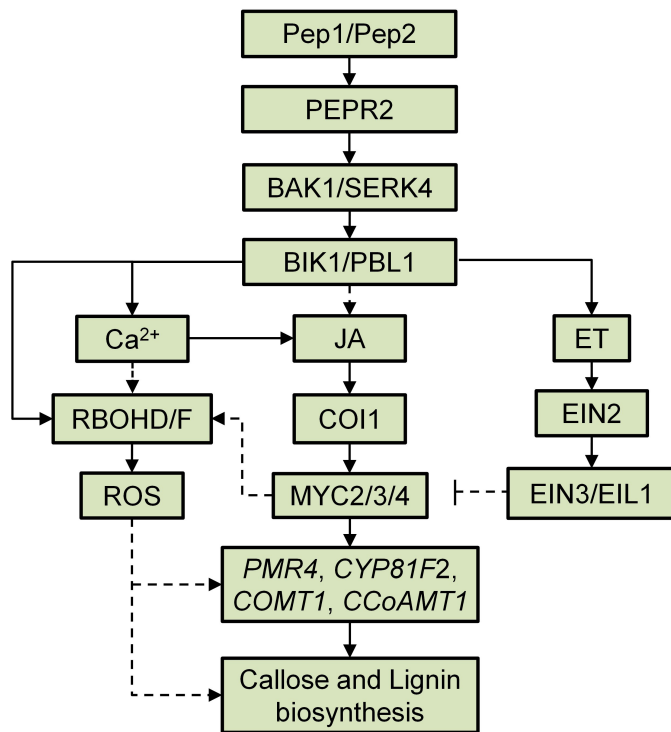 Pep1/Pep2
PEPR2
BAK1/SERK4
BIK1/PBL1
Ca²⁺
JA
ET
RBOHD/F
COI1
EIN2
ROS
MYC2/3/4
EIN3/EIL1
PMR4, CYP81F2,
COMT1, CCoAMT1
Callose and Lignin
biosynthesis